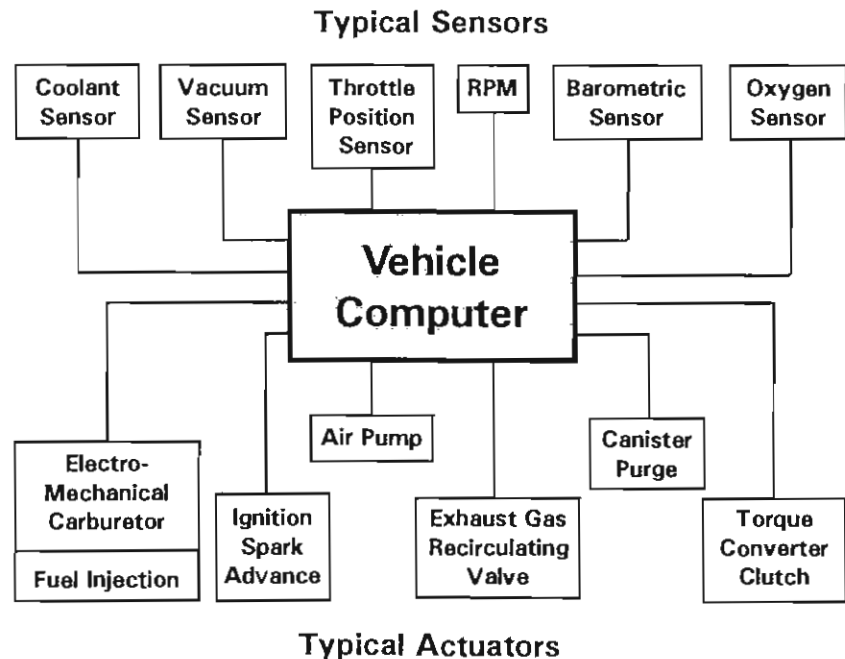 Typical Sensors
Coolant
Sensor
Vacuum
Sensor
Throttle
Position
Sensor
RPM
Barometric
Sensor
Oxygen
Sensor
Vehicle
Computer
Electro-
Mechanical
Carburetor
Fuel Injection
Ignition
Spark
Advance
Air Pump
Exhaust Gas
Recirculating
Valve
Canister
Purge
Torque
Converter
Clutch
Typical Actuators